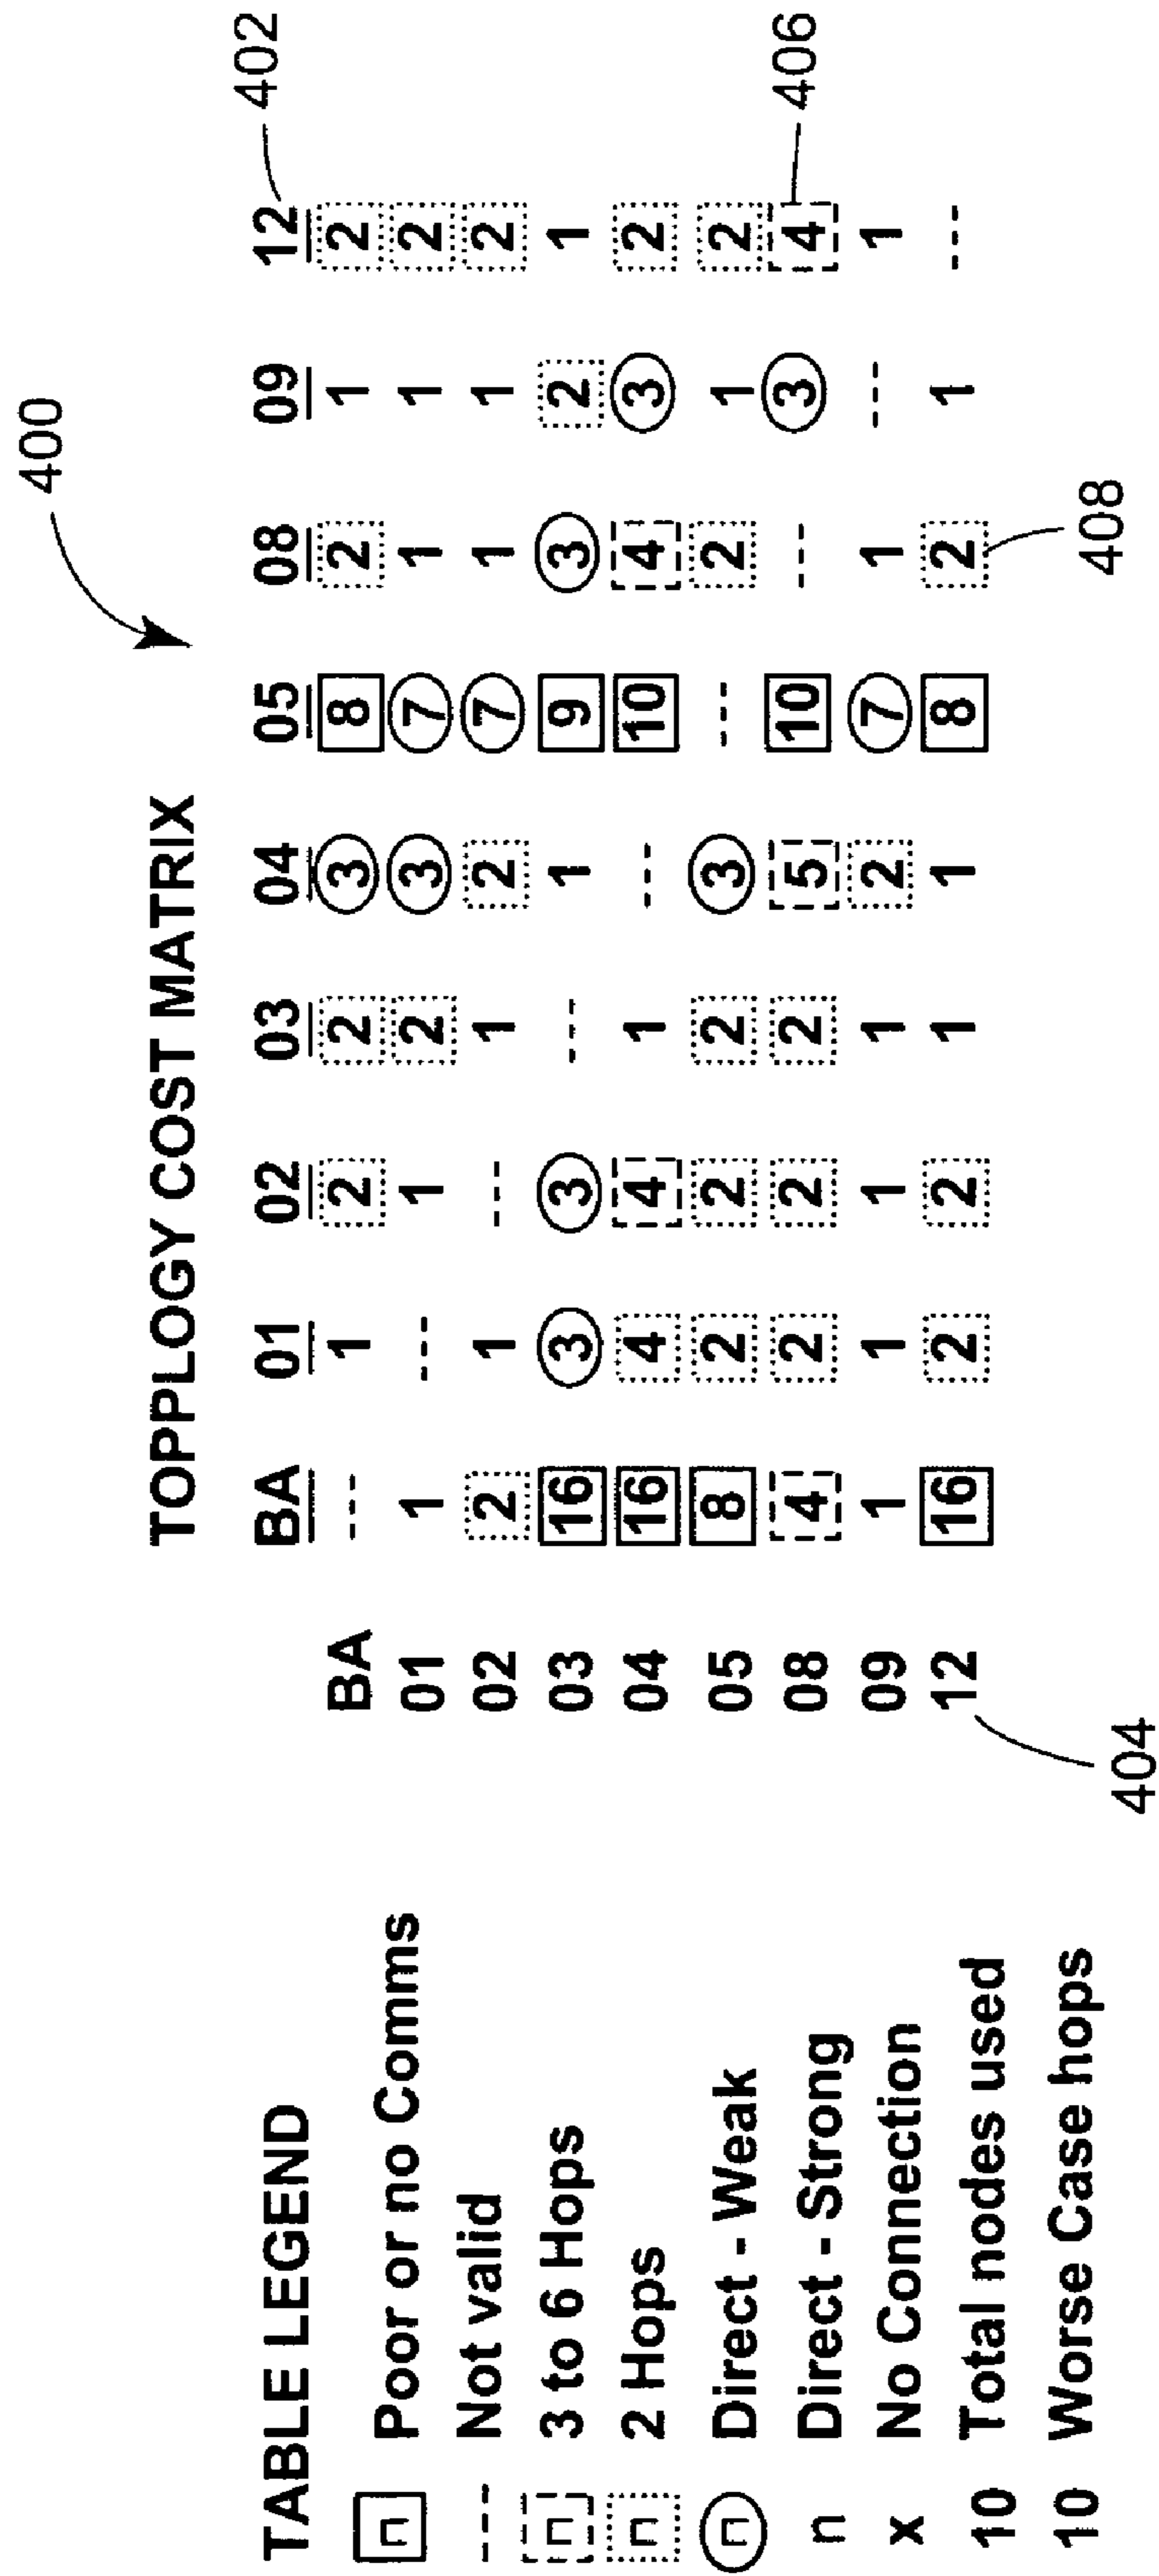 400
TOPPLOGY COST MATRIX
TABLE LEGEND
n Poor or no Comms
--- Not valid
n 3 to 6 Hops
n 2 Hops
n Direct - Weak
n Direct - Strong
x No Connection
10 Total nodes used
10 Worse Case hops
BA 01 02 03 04 05 08 09 12 402
BA --- 1 2 2 3 8 2 1 2
01 1 --- 1 2 3 7 1 1 2
02 2 1 --- 1 2 7 1 1 2
03 16 3 3 --- 1 9 3 2 1
04 16 4 4 1 --- 10 4 3 2
05 8 2 2 2 3 --- 2 1 2
08 4 2 2 2 5 10 --- 3 4 406
09 1 1 1 1 2 7 1 --- 1
12 16 2 2 1 1 8 2 1 ---
404
408